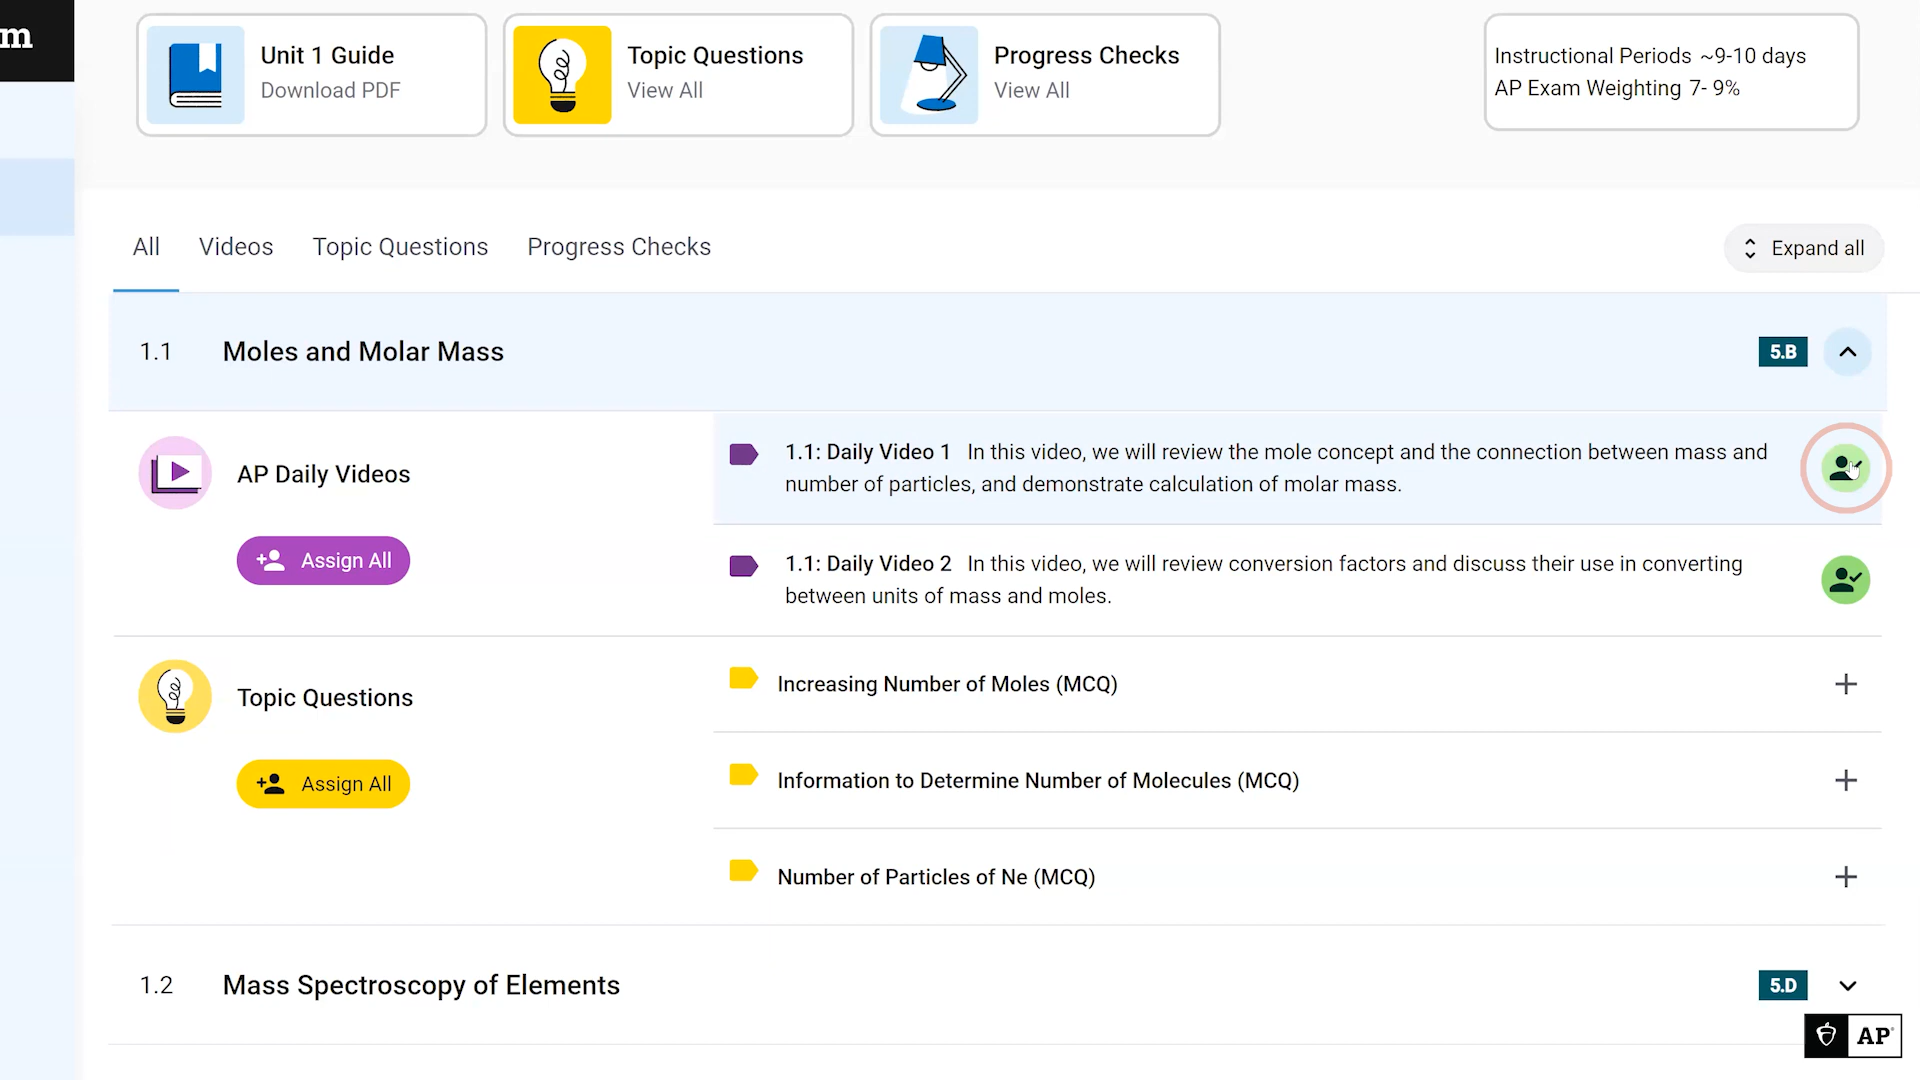 m
Unit 1 Guide
Download PDF
Topic Questions
View All
Progress Checks
View All
Instructional Periods ~9-10 days
AP Exam Weighting 7- 9%
All
Videos
Topic Questions
Progress Checks
Expand all
1.1
Moles and Molar Mass
5.B
AP Daily Videos
Assign All
1.1: Daily Video 1 In this video, we will review the mole concept and the connection between mass and
number of particles, and demonstrate calculation of molar mass.
1.1: Daily Video 2 In this video, we will review conversion factors and discuss their use in converting
between units of mass and moles.
Topic Questions
Assign All
Increasing Number of Moles (MCQ)
Information to Determine Number of Molecules (MCQ)
Number of Particles of Ne (MCQ)
1.2
Mass Spectroscopy of Elements
5.D
AP®